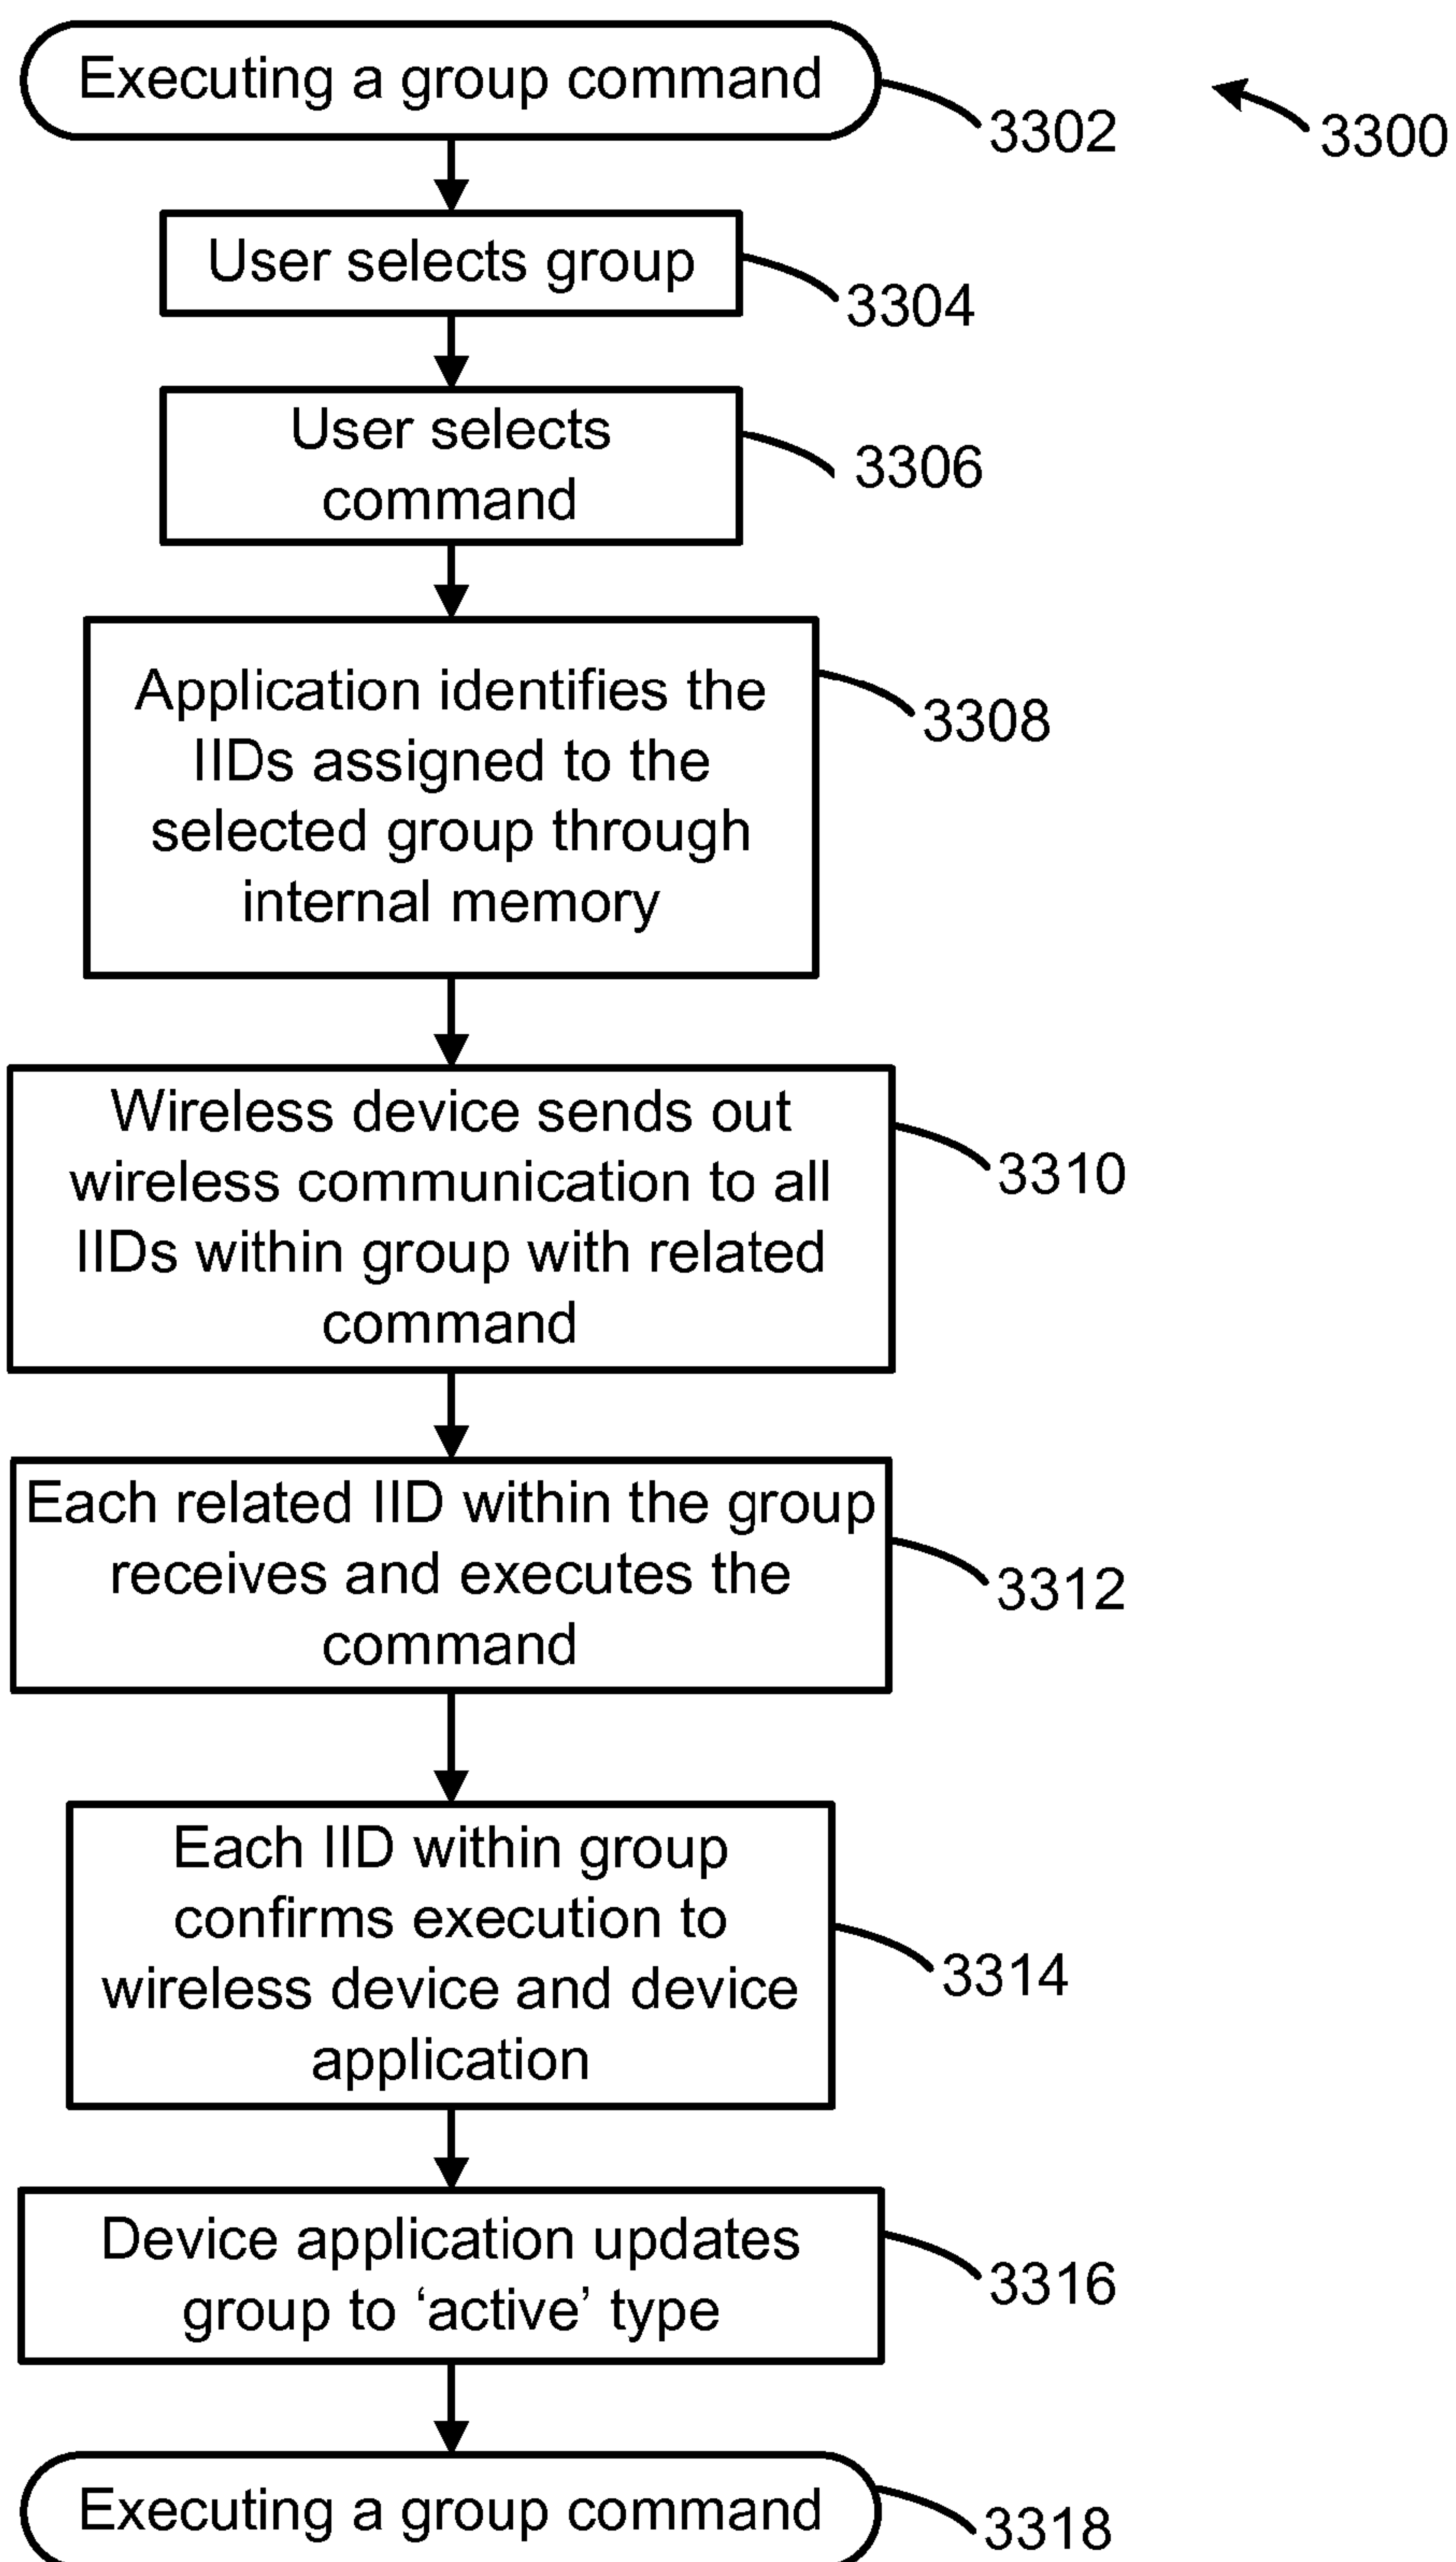 Executing a group command
3302
3300
User selects group
3304
User selects
command
3306
Application identifies the
IIDs assigned to the
selected group through
internal memory
3308
Wireless device sends out
wireless communication to all
IIDs within group with related
command
3310
Each related IID within the group
receives and executes the
command
3312
Each IID within group
confirms execution to
wireless device and device
application
3314
Device application updates
group to ‘active’ type
3316
Executing a group command
3318